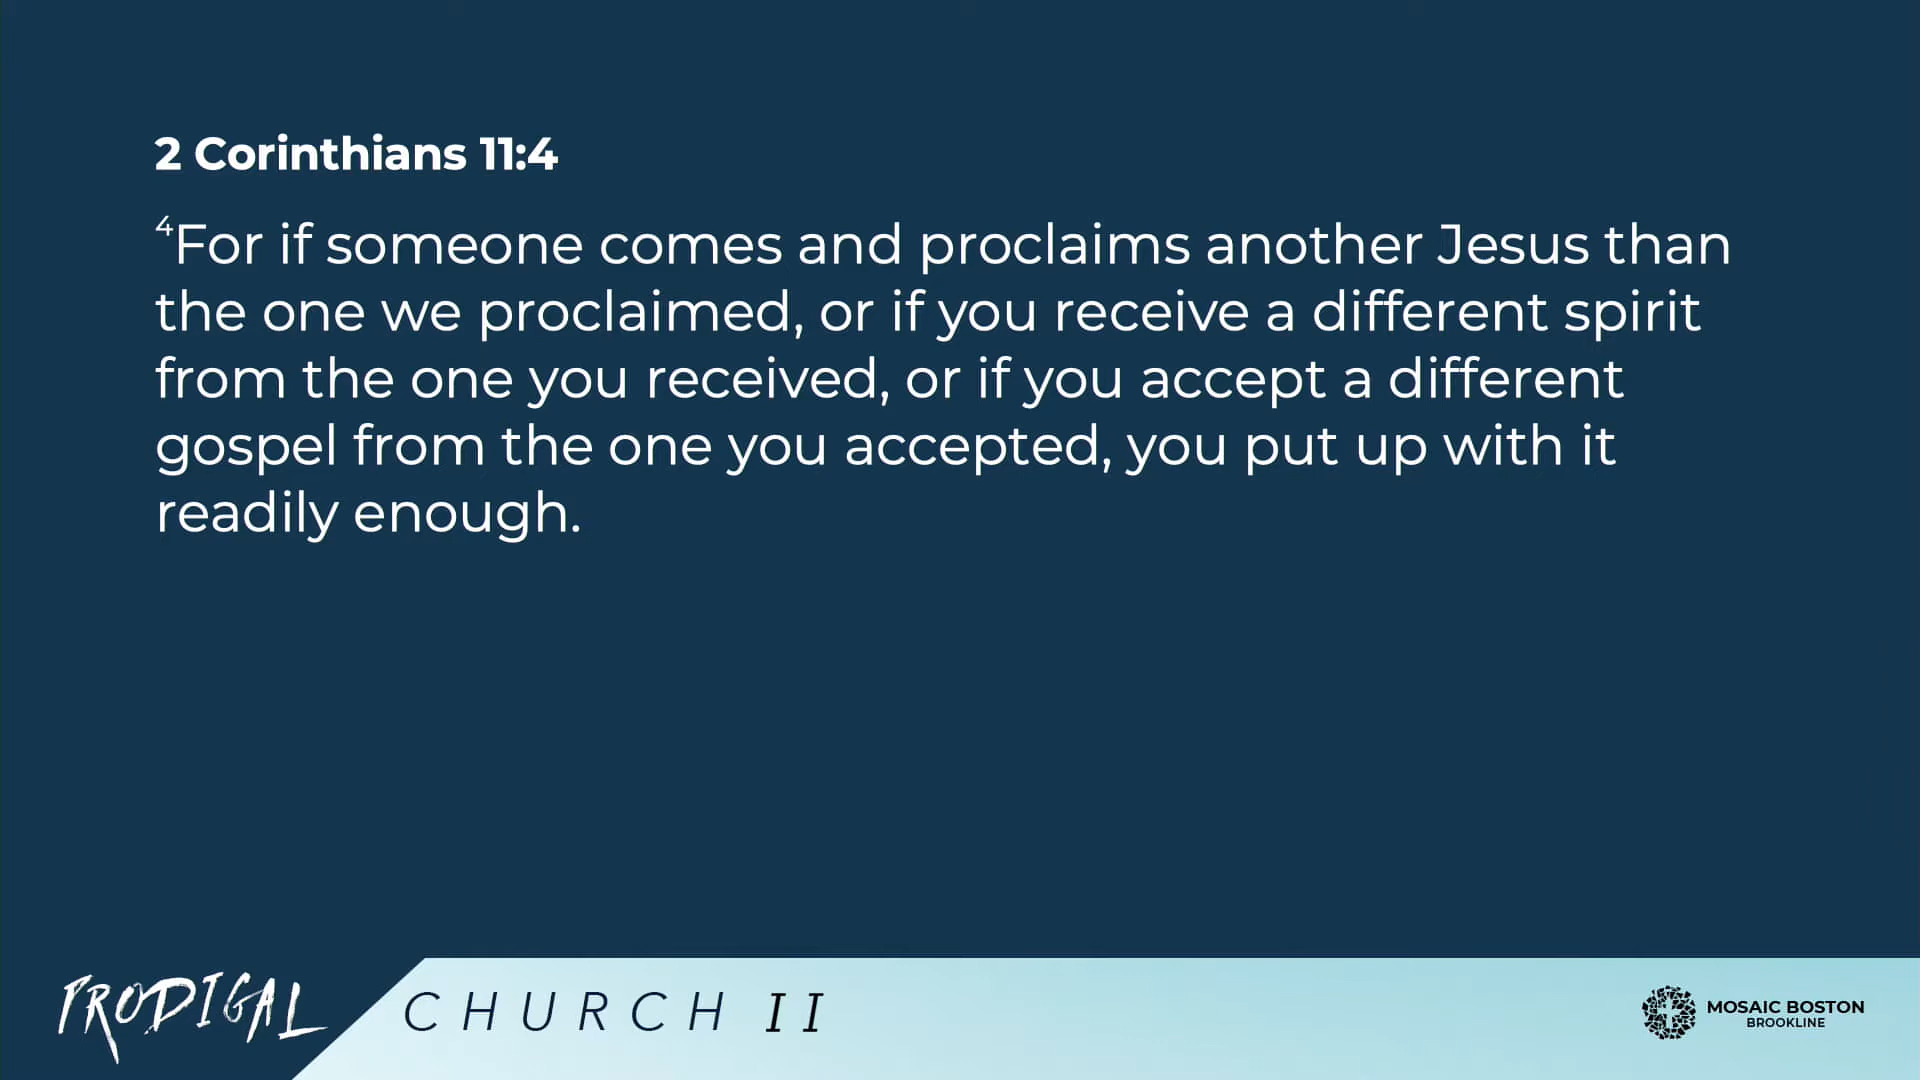 2 Corinthians 11:4
⁴For if someone comes and proclaims another Jesus than
the one we proclaimed, or if you receive a different spirit
from the one you received, or if you accept a different
gospel from the one you accepted, you put up with it
readily enough.
PRODIGAL CHURCH II
MOSAIC BOSTON
BROOKLINE